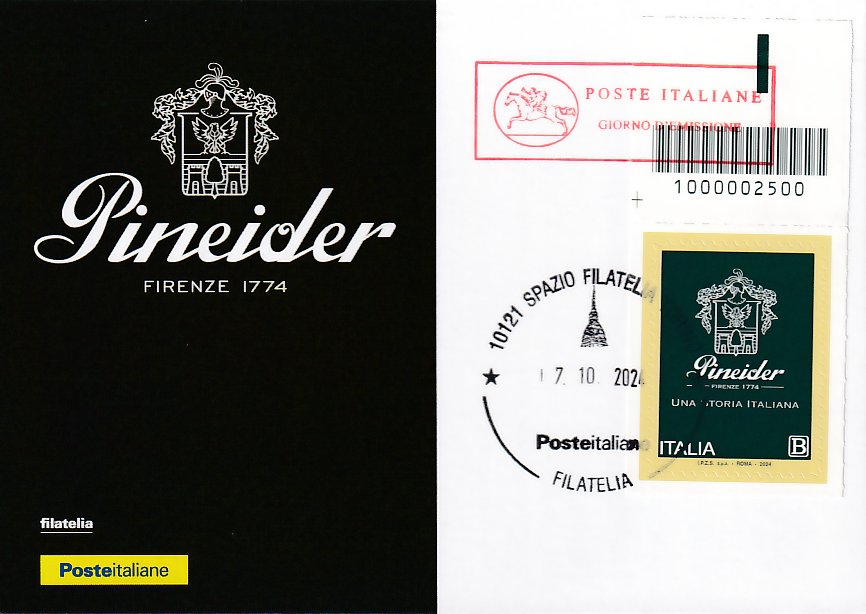 Pineider
FIRENZE 1774
filatelia
Posteitaliane
POSTE ITALIANE
GIORNO D'EMISSIONE
1000002500
10121 SPAZIO FILATELIA
17. 10. 2024
Posteitaliane
FILATELIA
Pineider
FIRENZE 1774
UNA STORIA ITALIANA
ITALIA B
I.P.Z.S. S.p.A. - ROMA - 2024